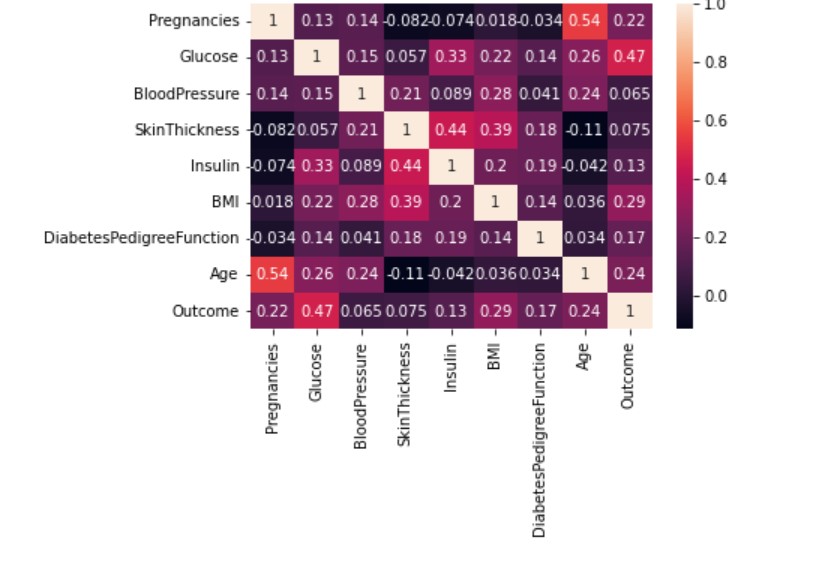 Pregnancies 1 0.13 0.14 -0.082 -0.074 0.018 -0.034 0.54 0.22
Glucose 0.13 1 0.15 0.057 0.33 0.22 0.14 0.26 0.47
BloodPressure 0.14 0.15 1 0.21 0.089 0.28 0.041 0.24 0.065
SkinThickness -0.082 0.057 0.21 1 0.44 0.39 0.18 -0.11 0.075
Insulin -0.074 0.33 0.089 0.44 1 0.2 0.19 -0.042 0.13
BMI 0.018 0.22 0.28 0.39 0.2 1 0.14 0.036 0.29
DiabetesPedigreeFunction -0.034 0.14 0.041 0.18 0.19 0.14 1 0.034 0.17
Age 0.54 0.26 0.24 -0.11 -0.042 0.036 0.034 1 0.24
Outcome 0.22 0.47 0.065 0.075 0.13 0.29 0.17 0.24 1
Pregnancies
Glucose
BloodPressure
SkinThickness
Insulin
BMI
DiabetesPedigreeFunction
Age
Outcome
1.0
0.8
0.6
0.4
0.2
0.0